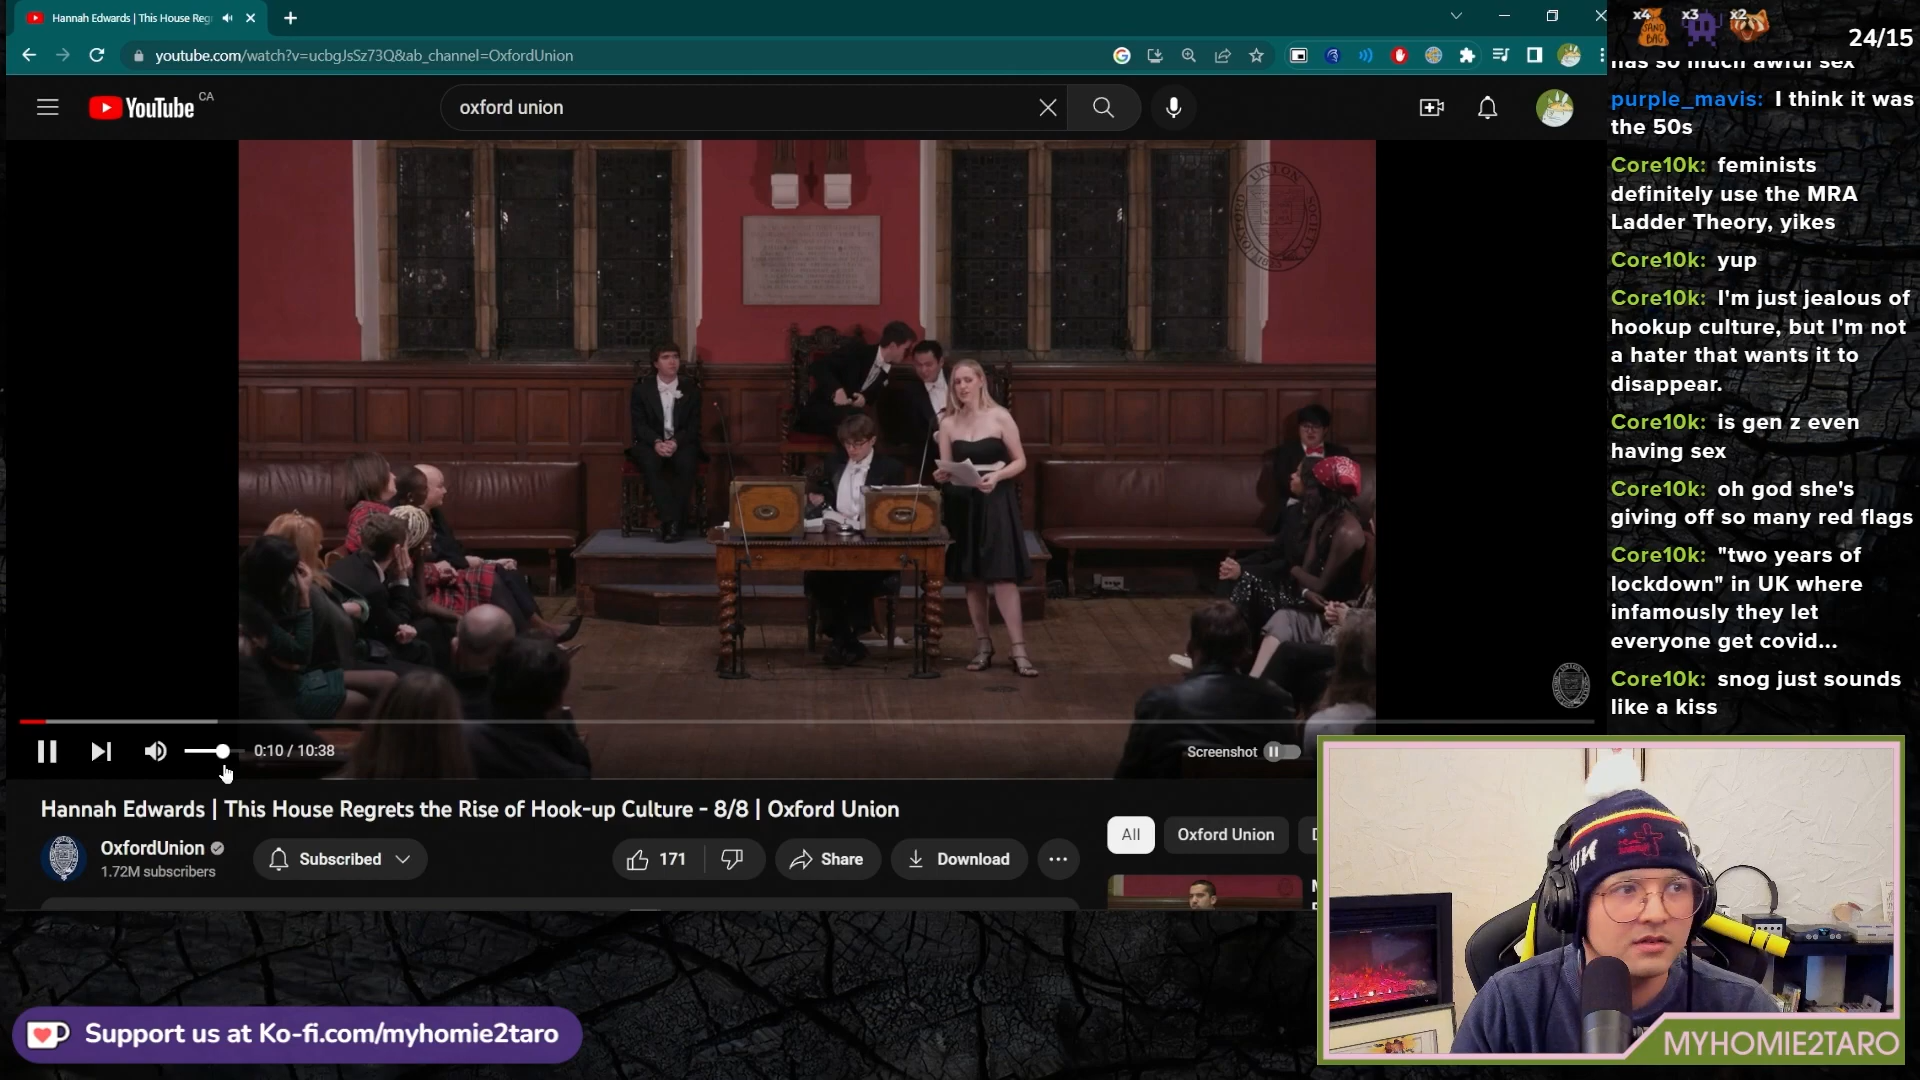 Hannah Edwards | This House Reg
youtube.com/watch?v=ucbgJsSz73Q&ab_channel=OxfordUnion
YouTube CA
oxford union
x4 x3 x2
24/15
has so much awful sex
purple_mavis: I think it was
the 50s
Core10k: feminists
definitely use the MRA
Ladder Theory, yikes
Core10k: yup
Core10k: I'm just jealous of
hookup culture, but I'm not
a hater that wants it to
disappear.
Core10k: is gen z even
having sex
Core10k: oh god she's
giving off so many red flags
Core10k: "two years of
lockdown" in UK where
infamously they let
everyone get covid...
Core10k: snog just sounds
like a kiss
0:10 / 10:38
Screenshot
Hannah Edwards | This House Regrets the Rise of Hook-up Culture - 8/8 | Oxford Union
OxfordUnion
1.72M subscribers
Subscribed
171
Share
Download
All
Oxford Union
Support us at Ko-fi.com/myhomie2taro
MYHOMIE2TARO